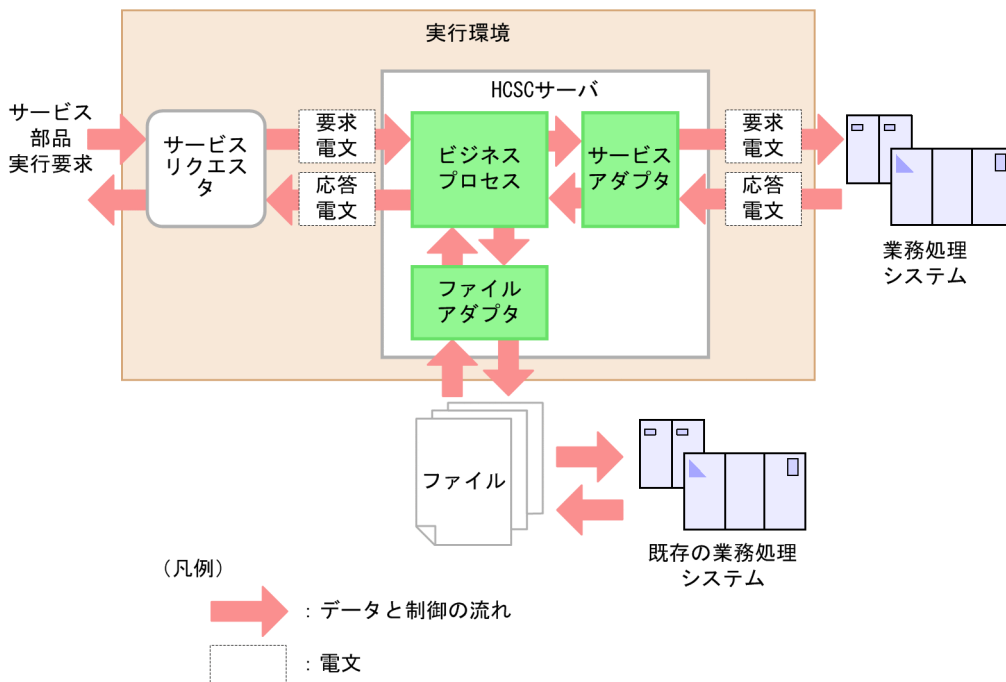 実行環境
HCSCサーバ
サービス
部品
実行要求
サービス
リクエス
タ
要求
電文
応答
電文
ビジネス
プロセス
サービス
アダプタ
要求
電文
応答
電文
業務処理
システム
ファイル
アダプタ
ファイル
既存の業務処理
システム
（凡例）
：データと制御の流れ
：電文